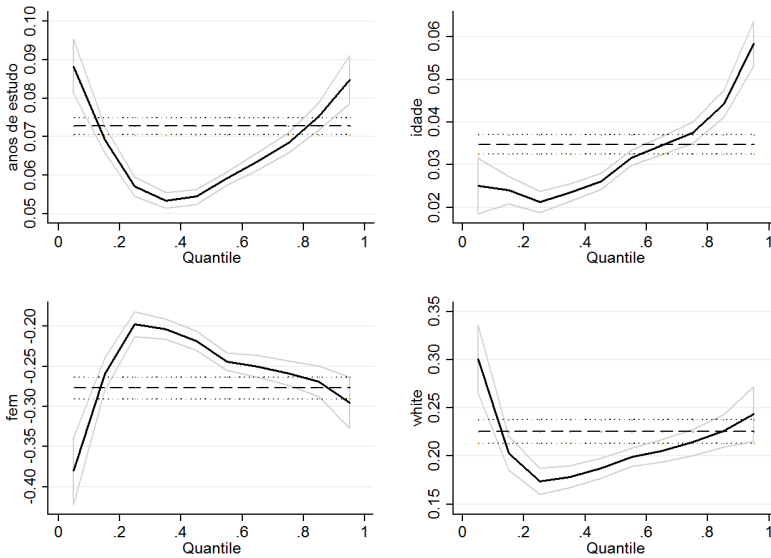 anos de estudo
0.05 0.06 0.07 0.08 0.09 0.10
0 .2 .4 .6 .8 1
Quantile
idade
0.02 0.03 0.04 0.05 0.06
0 .2 .4 .6 .8 1
Quantile
fem
-0.40 -0.35 -0.30 -0.25 -0.20
0 .2 .4 .6 .8 1
Quantile
white
0.15 0.20 0.25 0.30 0.35
0 .2 .4 .6 .8 1
Quantile